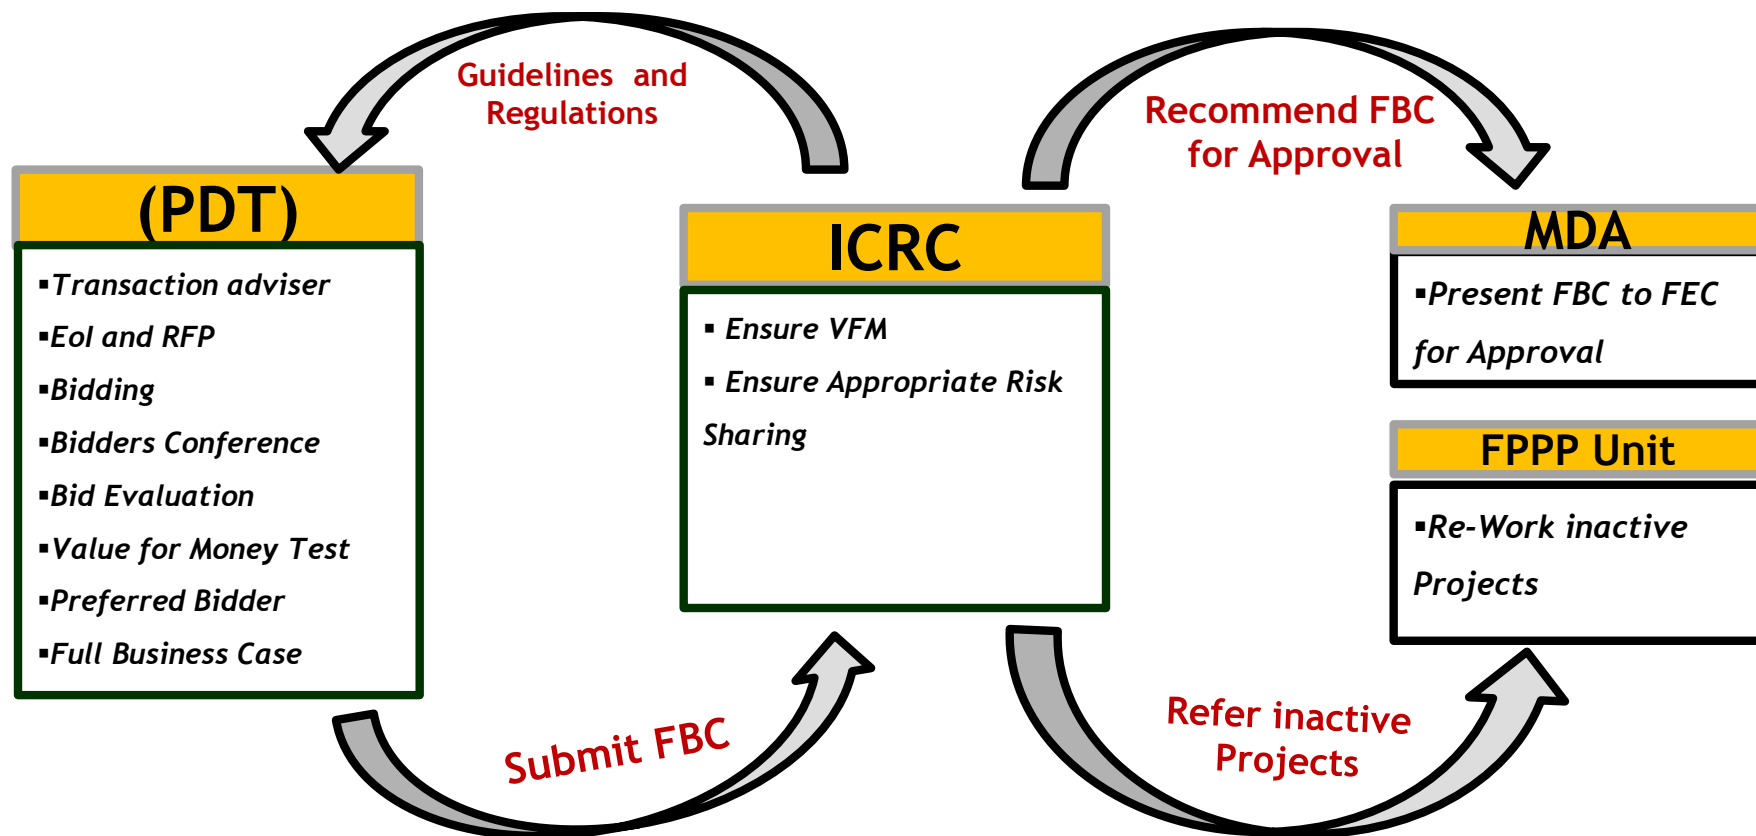 Guidelines and
Regulations
Recommend FBC
for Approval
(PDT)
▪Transaction adviser
▪EoI and RFP
▪Bidding
▪Bidders Conference
▪Bid Evaluation
▪Value for Money Test
▪Preferred Bidder
▪Full Business Case
ICRC
▪ Ensure VFM
▪ Ensure Appropriate Risk
Sharing
MDA
▪Present FBC to FEC
for Approval
FPPP Unit
▪Re-Work inactive
Projects
Submit FBC
Refer inactive
Projects